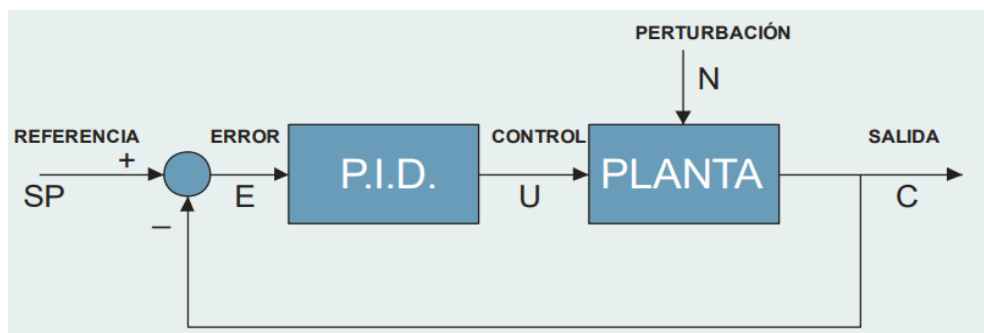 PERTURBACIÓN
N
REFERENCIA
+
ERROR
P.I.D.
CONTROL
PLANTA
SALIDA
SP
E
U
C
–